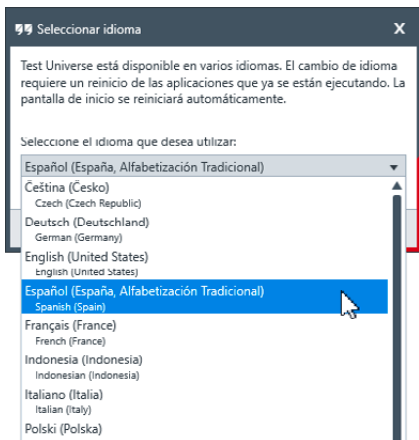 Seleccionar idioma X
Test Universe está disponible en varios idiomas. El cambio de idioma
requiere un reinicio de las aplicaciones que ya se están ejecutando. La
pantalla de inicio se reiniciará automáticamente.
Seleccione el idioma que desea utilizar:
Español (España, Alfabetización Tradicional)
Čeština (Česko)
Czech (Czech Republic)
Deutsch (Deutschland)
German (Germany)
English (United States)
English (United States)
Español (España, Alfabetización Tradicional)
Spanish (Spain)
Français (France)
French (France)
Indonesia (Indonesia)
Indonesian (Indonesia)
Italiano (Italia)
Italian (Italy)
Polski (Polska)